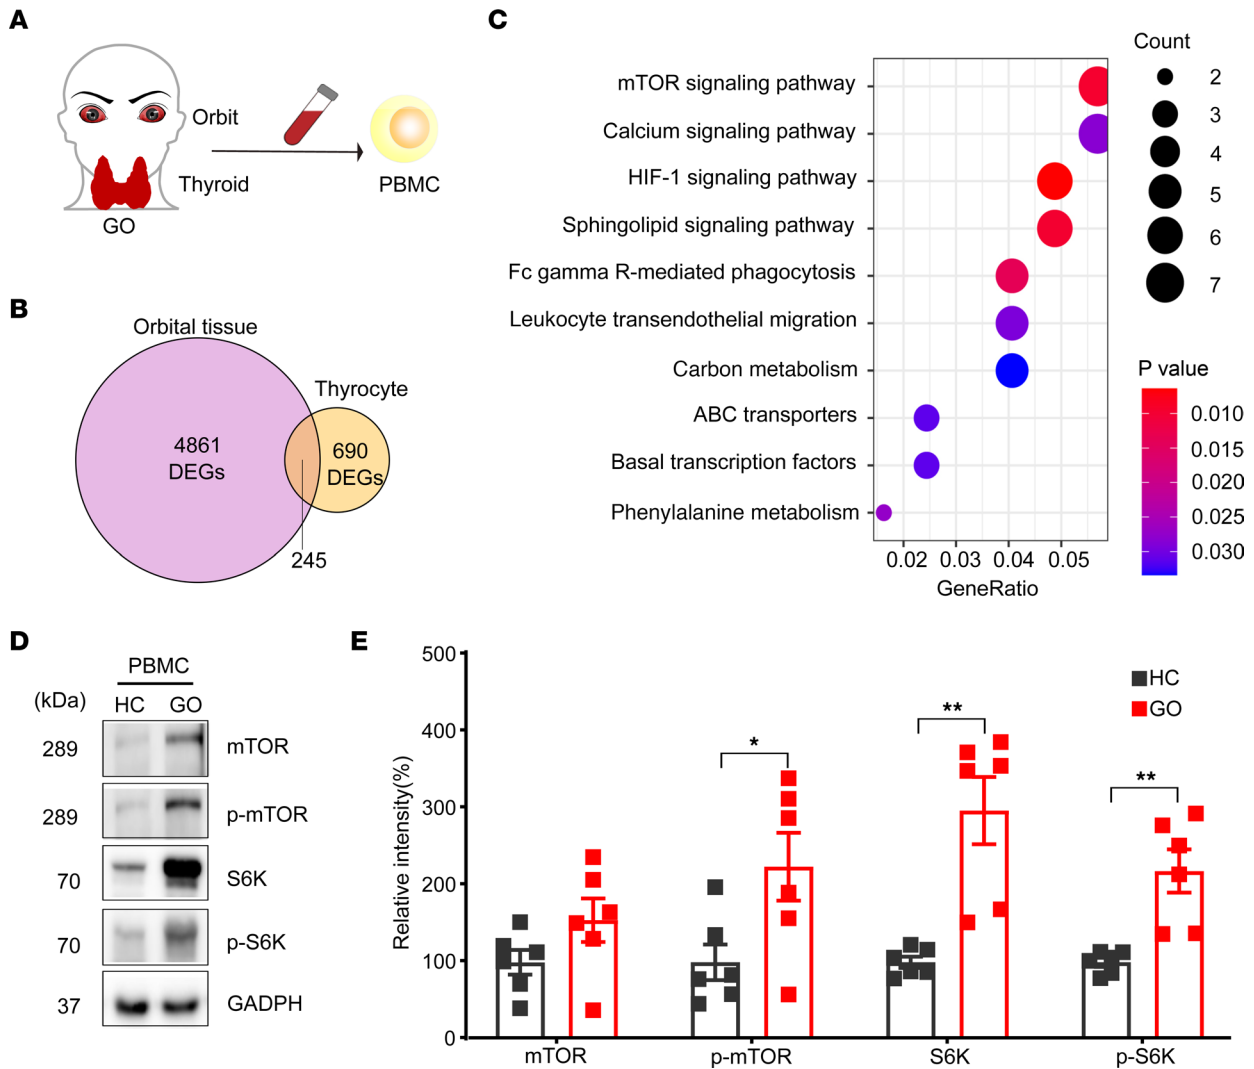 A
Orbit
Thyroid
GO
PBMC
B
Orbital tissue
Thyrocyte
4861
DEGs
690
DEGs
245
C
mTOR signaling pathway
Calcium signaling pathway
HIF-1 signaling pathway
Sphingolipid signaling pathway
Fc gamma R-mediated phagocytosis
Leukocyte transendothelial migration
Carbon metabolism
ABC transporters
Basal transcription factors
Phenylalanine metabolism
0.02 0.03 0.04 0.05
GeneRatio
Count
2
3
4
5
6
7
P value
0.010
0.015
0.020
0.025
0.030
D
PBMC
(kDa) HC GO
289 mTOR
289 p-mTOR
70 S6K
70 p-S6K
37 GADPH
E
Relative intensity(%)
500
400
300
200
100
0
HC
GO
*
**
**
mTOR p-mTOR S6K p-S6K